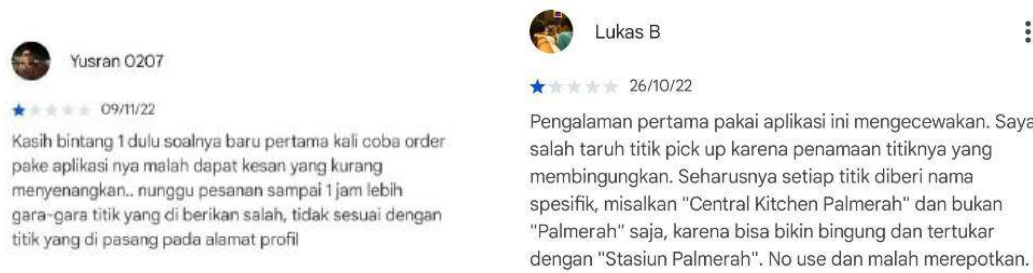 Yusran 0207
09/11/22
Kasih bintang 1 dulu soalnya baru pertama kali coba order
pake aplikasi nya malah dapat kesan yang kurang
menyenangkan.. nunggu pesanan sampai 1 jam lebih
gara-gara titik yang di berikan salah, tidak sesuai dengan
titik yang di pasang pada alamat profil
Lukas B
26/10/22
Pengalaman pertama pakai aplikasi ini mengecewakan. Saya
salah taruh titik pick up karena penamaan titiknya yang
membingungkan. Seharusnya setiap titik diberi nama
spesifik, misalkan "Central Kitchen Palmerah" dan bukan
"Palmerah" saja, karena bisa bikin bingung dan tertukar
dengan "Stasiun Palmerah". No use dan malah merepotkan.